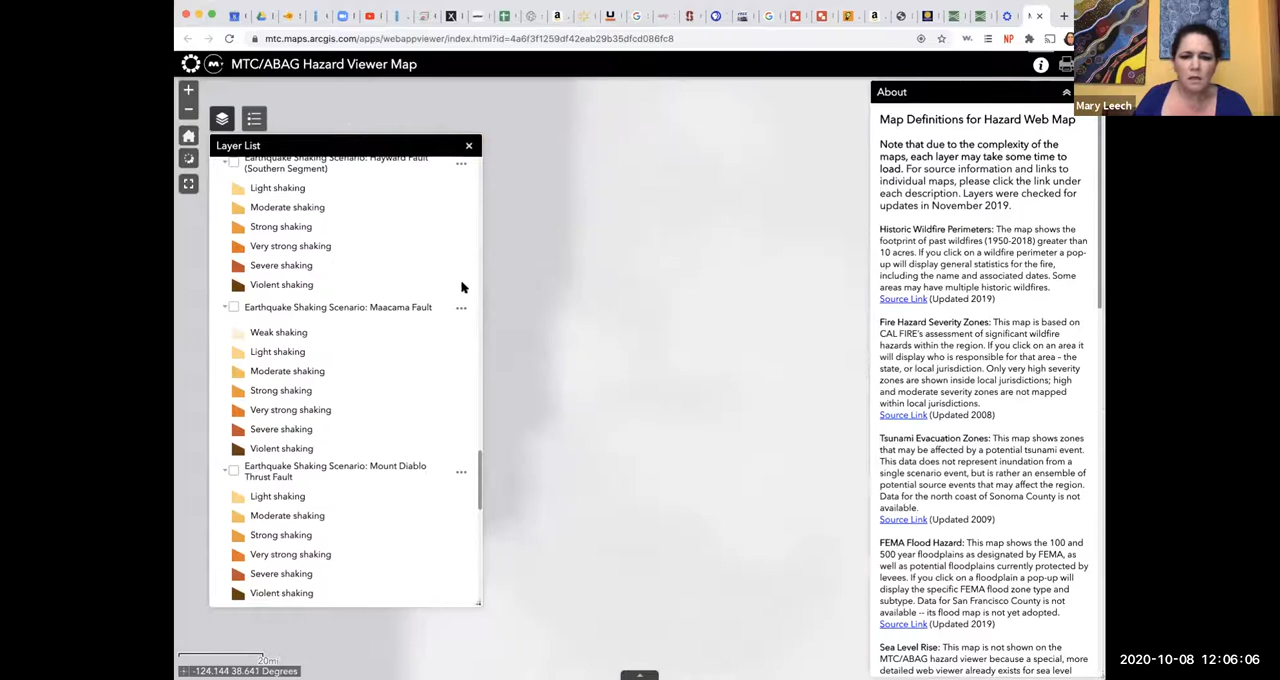 mtc.maps.arcgis.com/apps/webappviewer/index.html?id=4a6f3f1259df42eab29b35dfcd086fc8
MTC/ABAG Hazard Viewer Map
Mary Leech
Layer List
Earthquake Shaking Scenario: Hayward Fault
(Southern Segment)
Light shaking
Moderate shaking
Strong shaking
Very strong shaking
Severe shaking
Violent shaking
Earthquake Shaking Scenario: Maacama Fault
Weak shaking
Light shaking
Moderate shaking
Strong shaking
Very strong shaking
Severe shaking
Violent shaking
Earthquake Shaking Scenario: Mount Diablo
Thrust Fault
Light shaking
Moderate shaking
Strong shaking
Very strong shaking
Severe shaking
Violent shaking
20mi
-124.144 38.641 Degrees
About
Map Definitions for Hazard Web Map
Note that due to the complexity of the
maps, each layer may take some time to
load. For source information and links to
individual maps, please click the link under
each description. Layers were checked for
updates in November 2019.
Historic Wildfire Perimeters: The map shows the
footprint of past wildfires (1950-2018) greater than
10 acres. If you click on a wildfire perimeter a pop-
up will display general statistics for the fire,
including the name and associated dates. Some
areas may have multiple historic wildfires.
Source Link (Updated 2019)
Fire Hazard Severity Zones: This map is based on
CAL FIRE's assessment of significant wildfire
hazards within the region. If you click on an area it
will display who is responsible for that area – the
state, or local jurisdiction. Only very high severity
zones are shown inside local jurisdictions; high
and moderate severity zones are not mapped
within local jurisdictions.
Source Link (Updated 2008)
Tsunami Evacuation Zones: This map shows zones
that may be affected by a potential tsunami event.
This data does not represent inundation from a
single scenario event, but is rather an ensemble of
potential source events that may affect the region.
Data for the north coast of Sonoma County is not
available.
Source Link (Updated 2009)
FEMA Flood Hazard: This map shows the 100 and
500 year floodplains as designated by FEMA, as
well as potential floodplains currently protected by
levees. If you click on a floodplain a pop-up will
display the specific FEMA flood zone type and
subtype. Data for San Francisco County is not
available -- its flood map is not yet adopted.
Source Link (Updated 2019)
Sea Level Rise: This map is not shown on the
MTC/ABAG hazard viewer because a special, more
detailed web viewer already exists for sea level
2020-10-08 12:06:06